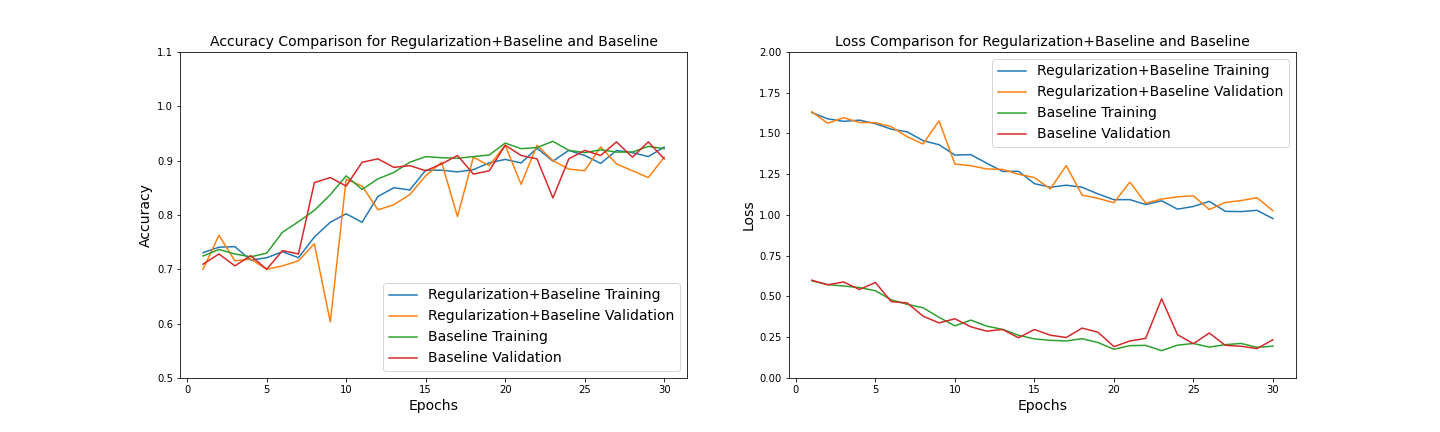 Accuracy Comparison for Regularization+Baseline and Baseline
1.1
1.0
0.9
0.8
0.7
0.6
0.5
Accuracy
0
5
10
15
20
25
30
Epochs
Regularization+Baseline Training
Regularization+Baseline Validation
Baseline Training
Baseline Validation
Loss Comparison for Regularization+Baseline and Baseline
2.00
1.75
1.50
1.25
1.00
0.75
0.50
0.25
0.00
Loss
0
5
10
15
20
25
30
Epochs
Regularization+Baseline Training
Regularization+Baseline Validation
Baseline Training
Baseline Validation